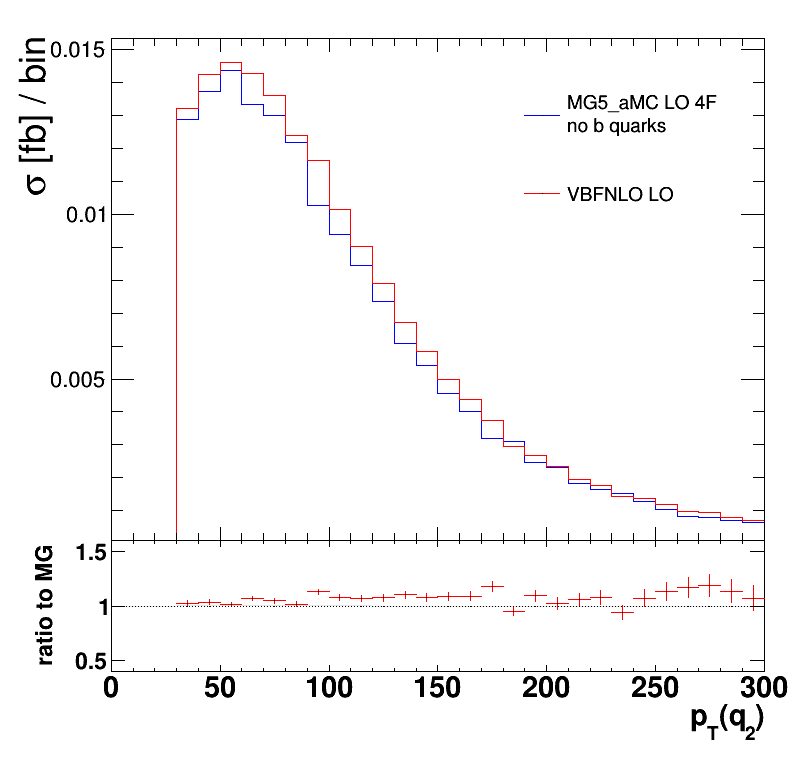 σ [fb] / bin
0.015
0.01
0.005
MG5_aMC LO 4F
no b quarks
VBFNLO LO
ratio to MG
1.5
1
0.5
0 50 100 150 200 250 300
p_T(q_2)